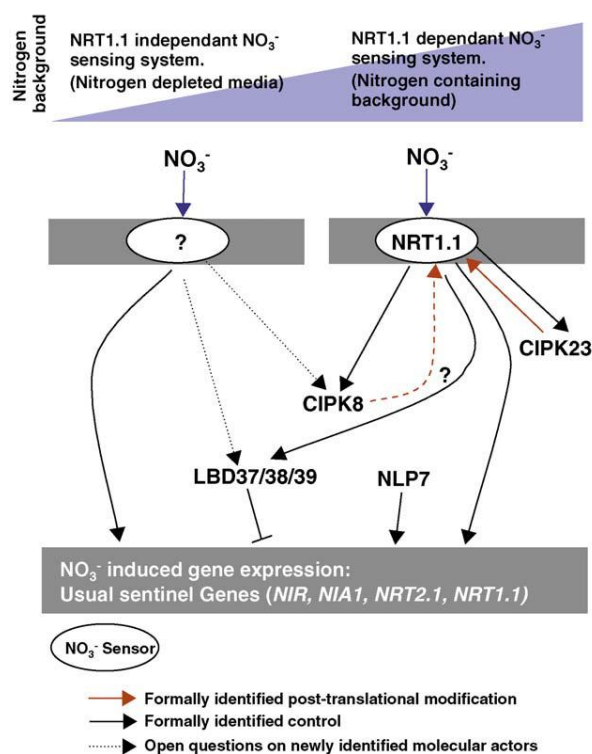 Nitrogen
background
NRT1.1 independant NO₃⁻
sensing system.
(Nitrogen depleted media)
NRT1.1 dependant NO₃⁻
sensing system.
(Nitrogen containing
background)
NO₃⁻
NO₃⁻
?
NRT1.1
CIPK23
?
CIPK8
LBD37/38/39
NLP7
NO₃⁻ induced gene expression:
Usual sentinel Genes (NIR, NIA1, NRT2.1, NRT1.1)
NO₃⁻ Sensor
Formally identified post-translational modification
Formally identified control
Open questions on newly identified molecular actors